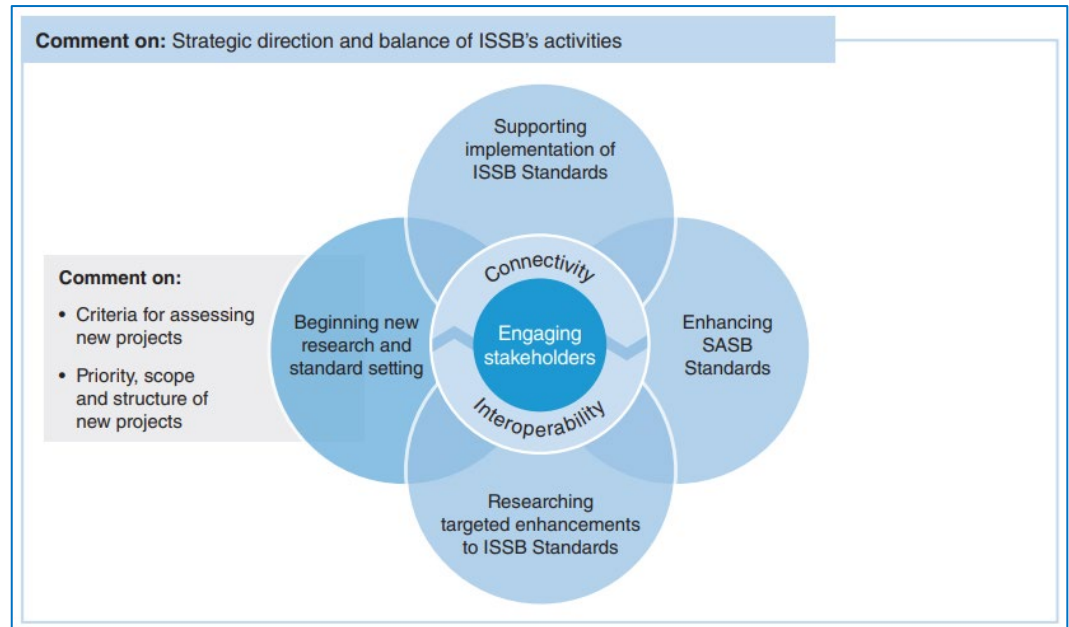 Comment on: Strategic direction and balance of ISSB's activities
Supporting
implementation of
ISSB Standards
Comment on:
• Criteria for assessing
new projects
• Priority, scope
and structure of
new projects
Beginning new
research and
standard setting
Connectivity
Engaging
stakeholders
Interoperability
Enhancing
SASB
Standards
Researching
targeted enhancements
to ISSB Standards